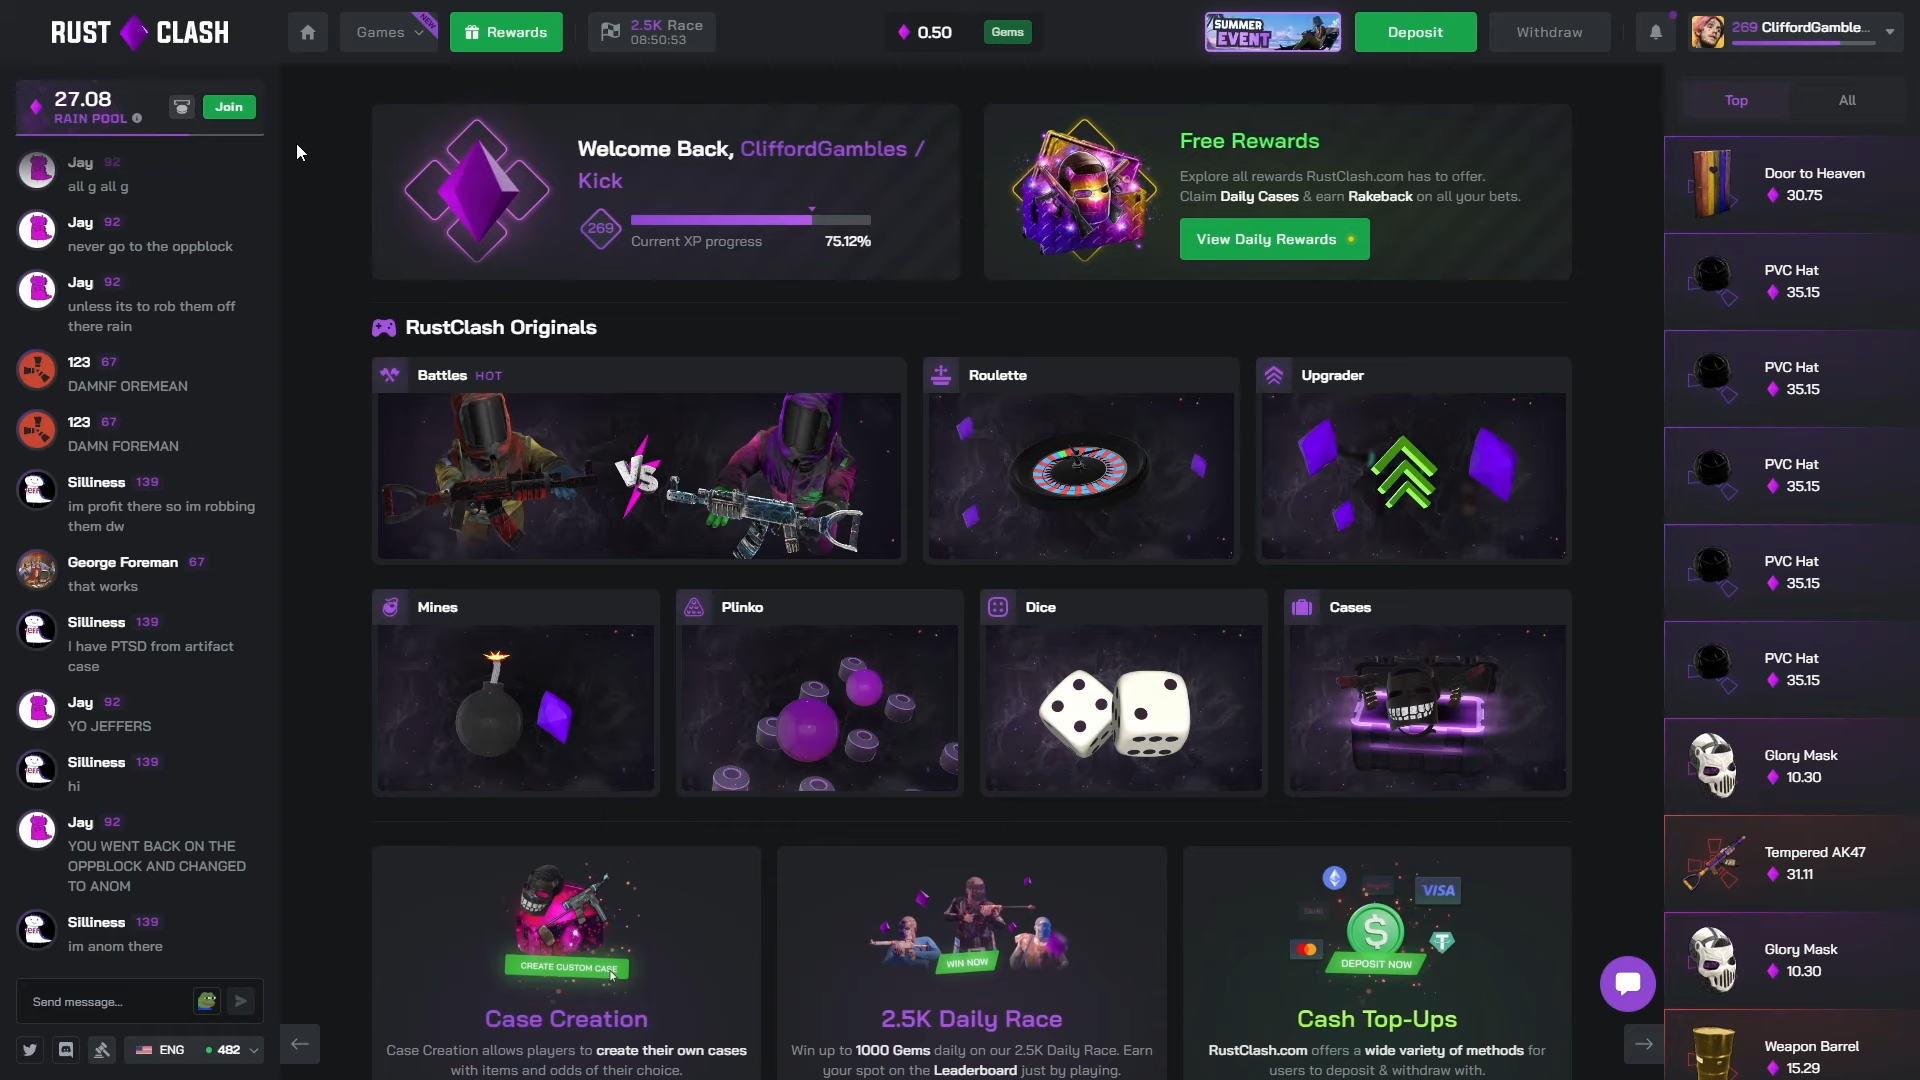 RUST CLASH
Games
NEW
Rewards
2.5K Race
08:50:53
0.50
Gems
SUMMER
EVENT
Deposit
Withdraw
269 CliffordGamble...
27.08
RAIN POOL
Join
Jay 92
all g all g
Jay 92
never go to the oppblock
Jay 92
unless its to rob them off
there rain
123 67
DAMNF OREMEAN
123 67
DAMN FOREMAN
Silliness 139
im profit there so im robbing
them dw
George Foreman 67
that works
Silliness 139
I have PTSD from artifact
case
Jay 92
YO JEFFERS
Silliness 139
hi
Jay 92
YOU WENT BACK ON THE
OPPBLOCK AND CHANGED
TO ANOM
Silliness 139
im anom there
Send message...
ENG
482
Welcome Back, CliffordGambles /
Kick
269
Current XP progress
75.12%
Free Rewards
Explore all rewards RustClash.com has to offer.
Claim Daily Cases & earn Rakeback on all your bets.
View Daily Rewards
RustClash Originals
Battles HOT
VS
Roulette
Upgrader
Mines
Plinko
Dice
Cases
CREATE CUSTOM CASE
Case Creation
Case Creation allows players to create their own cases
with items and odds of their choice.
WIN NOW
2.5K Daily Race
Win up to 1000 Gems daily on our 2.5K Daily Race. Earn
your spot on the Leaderboard just by playing.
VISA
DEPOSIT NOW
Cash Top-Ups
RustClash.com offers a wide variety of methods for
users to deposit & withdraw with.
Top
All
Door to Heaven
30.75
PVC Hat
35.15
PVC Hat
35.15
PVC Hat
35.15
PVC Hat
35.15
PVC Hat
35.15
Glory Mask
10.30
Tempered AK47
31.11
Glory Mask
10.30
Weapon Barrel
15.29